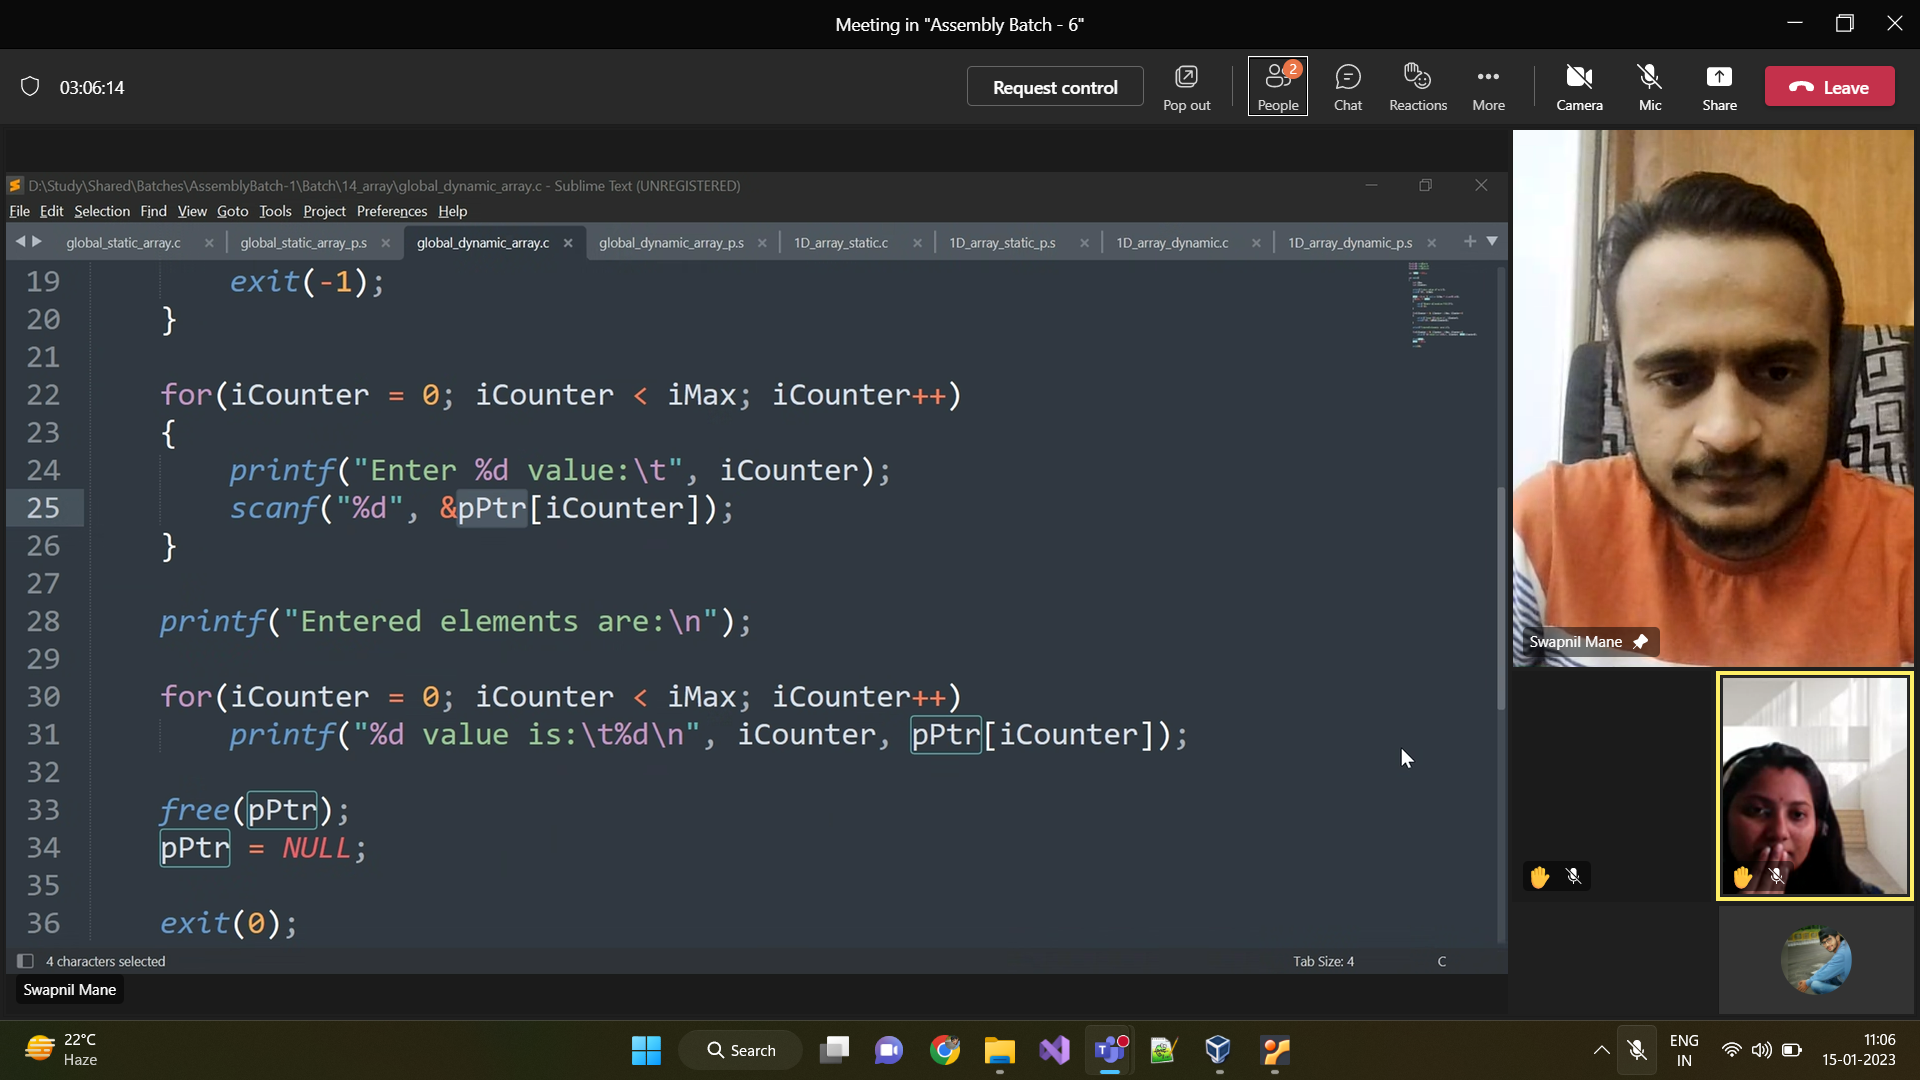 Meeting in "Assembly Batch - 6"
03:06:14
Request control
Pop out
2
People
Chat
Reactions
More
Camera
Mic
Share
Leave
D:\Study\Shared\Batches\AssemblyBatch-1\Batch\14_array\global_dynamic_array.c - Sublime Text (UNREGISTERED)
File Edit Selection Find View Goto Tools Project Preferences Help
global_static_array.c
global_static_array_p.s
global_dynamic_array.c
global_dynamic_array_p.s
1D_array_static.c
1D_array_static_p.s
1D_array_dynamic.c
1D_array_dynamic_p.s
19 exit(-1);
20 }
21
22 for(iCounter = 0; iCounter < iMax; iCounter++)
23 {
24 printf("Enter %d value:\t", iCounter);
25 scanf("%d", &pPtr[iCounter]);
26 }
27
28 printf("Entered elements are:\n");
29
30 for(iCounter = 0; iCounter < iMax; iCounter++)
31 printf("%d value is:\t%d\n", iCounter, pPtr[iCounter]);
32
33 free(pPtr);
34 pPtr = NULL;
35
36 exit(0);
4 characters selected
Tab Size: 4
C
Swapnil Mane
Swapnil Mane
22°C
Haze
Search
ENG
IN
11:06
15-01-2023